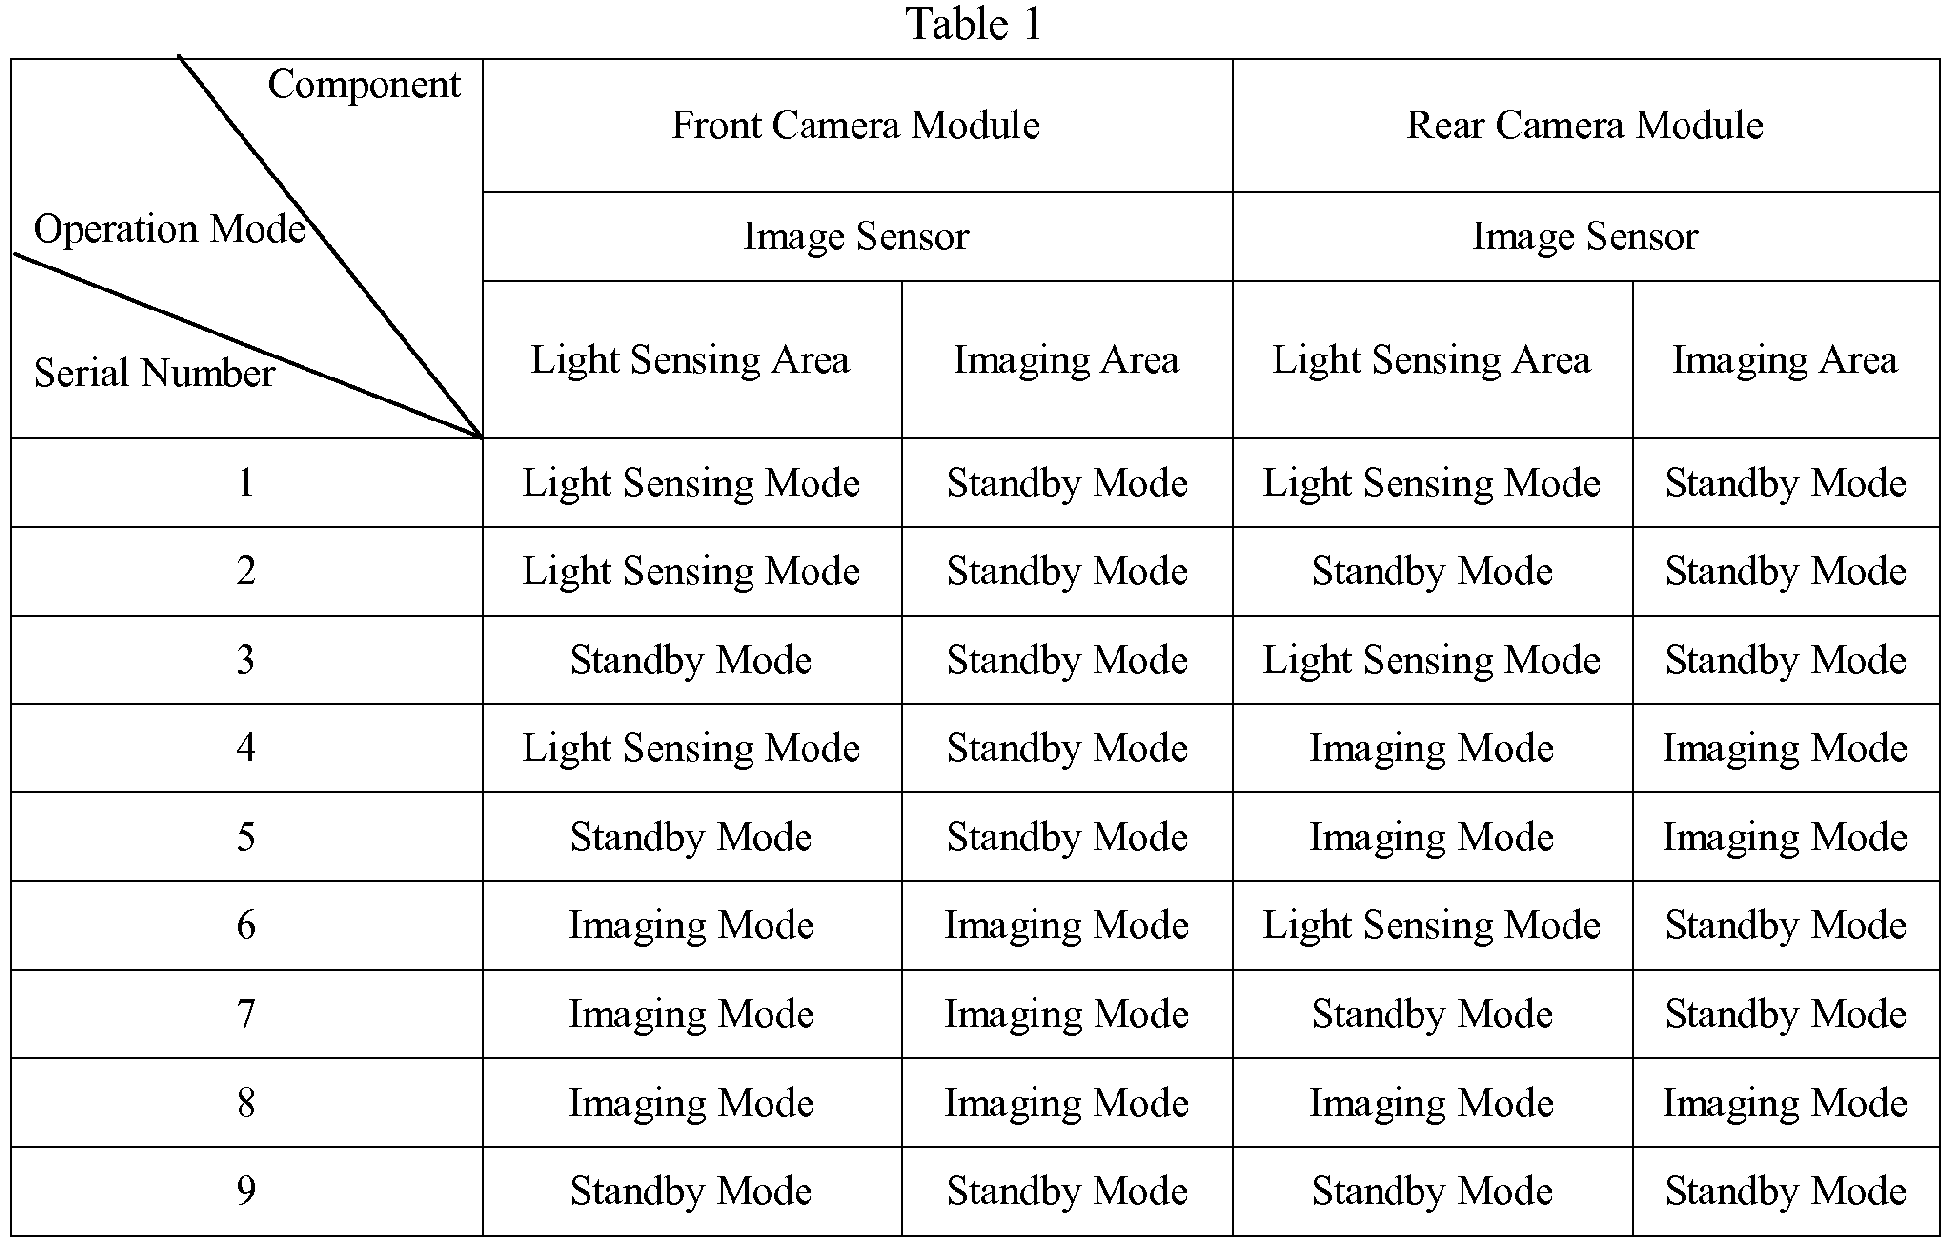 Table 1
Component
Operation Mode
Serial Number
Front Camera Module Rear Camera Module
Image Sensor Image Sensor
Light Sensing Area Imaging Area Light Sensing Area Imaging Area
1 Light Sensing Mode Standby Mode Light Sensing Mode Standby Mode
2 Light Sensing Mode Standby Mode Standby Mode Standby Mode
3 Standby Mode Standby Mode Light Sensing Mode Standby Mode
4 Light Sensing Mode Standby Mode Imaging Mode Imaging Mode
5 Standby Mode Standby Mode Imaging Mode Imaging Mode
6 Imaging Mode Imaging Mode Light Sensing Mode Standby Mode
7 Imaging Mode Imaging Mode Standby Mode Standby Mode
8 Imaging Mode Imaging Mode Imaging Mode Imaging Mode
9 Standby Mode Standby Mode Standby Mode Standby Mode